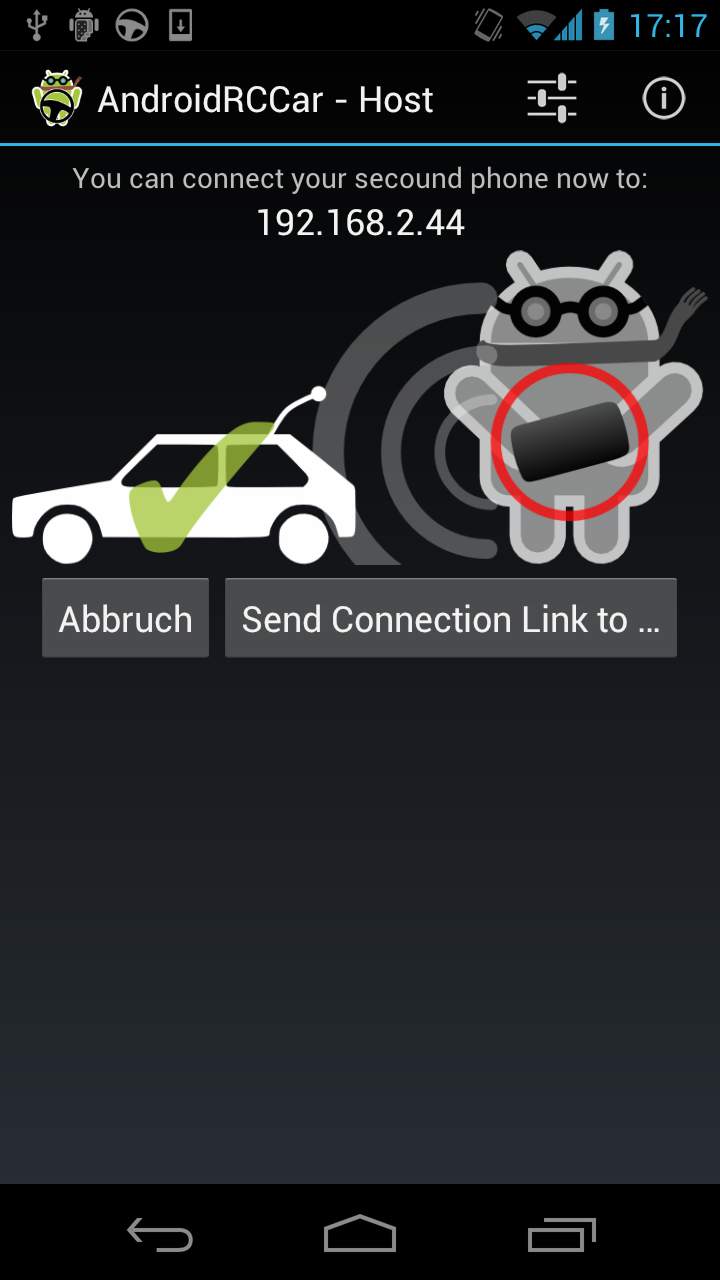 17:17
AndroidRCCar - Host
You can connect your secound phone now to:
192.168.2.44
Abbruch
Send Connection Link to ...